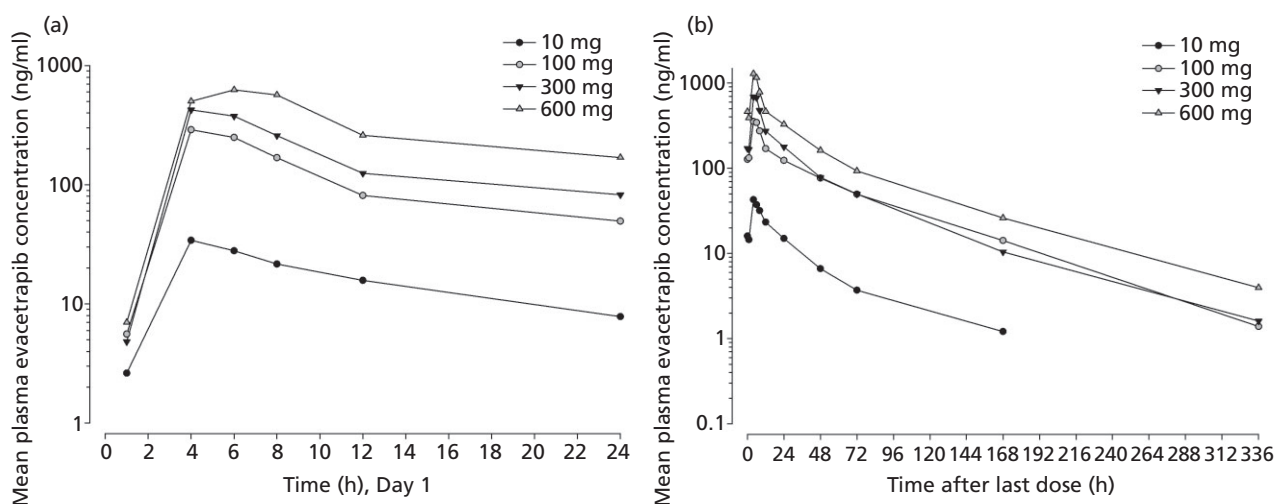 (a)
10 mg
100 mg
300 mg
600 mg
Mean plasma evacetrapib concentration (ng/ml)
1000
100
10
1
0 2 4 6 8 10 12 14 16 18 20 22 24
Time (h), Day 1
(b)
10 mg
100 mg
300 mg
600 mg
Mean plasma evacetrapib concentration (ng/ml)
1000
100
10
1
0.1
0 24 48 72 96 120 144 168 192 216 240 264 288 312 336
Time after last dose (h)